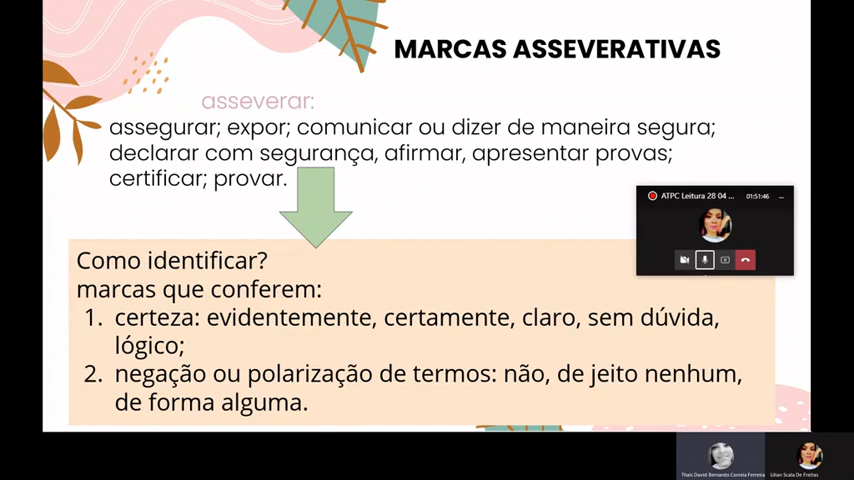 MARCAS ASSEVERATIVAS
asseverar:
assegurar; expor; comunicar ou dizer de maneira segura;
declarar com segurança, afirmar, apresentar provas;
certificar; provar.
ATPC Leitura 28 04 ... 01:51:46 ...
Como identificar?
marcas que conferem:
1. certeza: evidentemente, certamente, claro, sem dúvida,
lógico;
2. negação ou polarização de termos: não, de jeito nenhum,
de forma alguma.
Thais David Bernardo Correia Ferreira Lilian Scala De Freitas